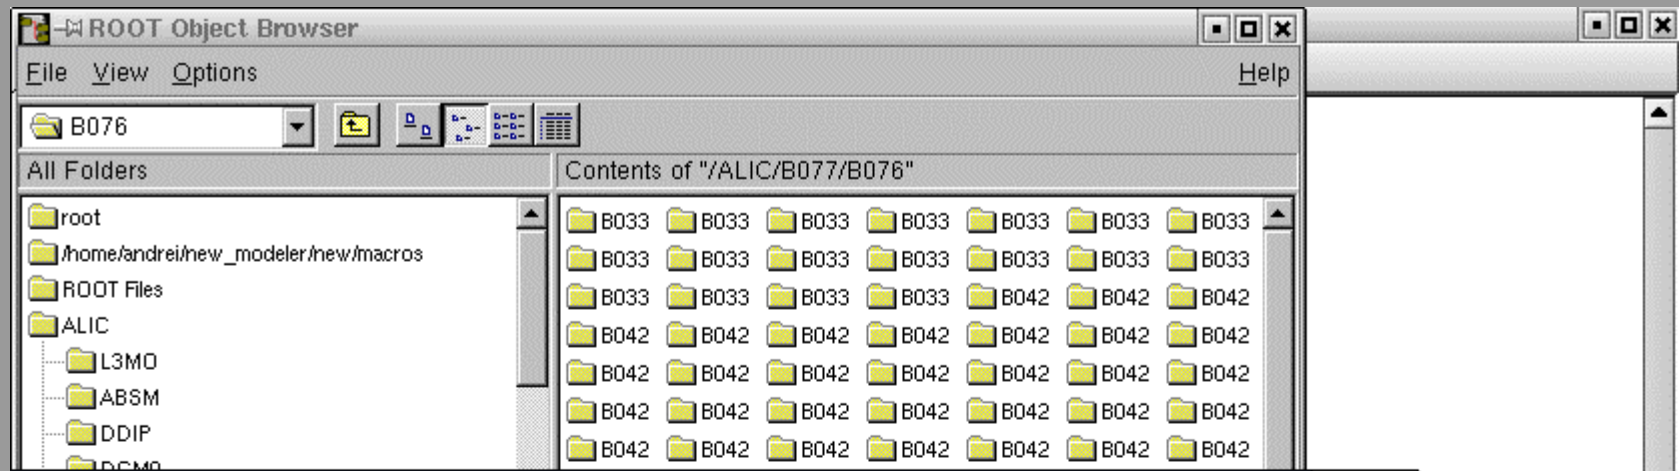 ROOT Object Browser
File View Options Help
B076
All Folders
Contents of "/ALIC/B077/B076"
root
/home/andrei/new_modeler/new/macros
ROOT Files
ALIC
L3MO
ABSM
DDIP
B033 B033 B033 B033 B033 B033 B033
B033 B033 B033 B033 B033 B033 B033
B033 B033 B033 B033 B042 B042 B042
B042 B042 B042 B042 B042 B042 B042
B042 B042 B042 B042 B042 B042 B042
B042 B042 B042 B042 B042 B042 B042
B042 B042 B042 B042 B042 B042 B042